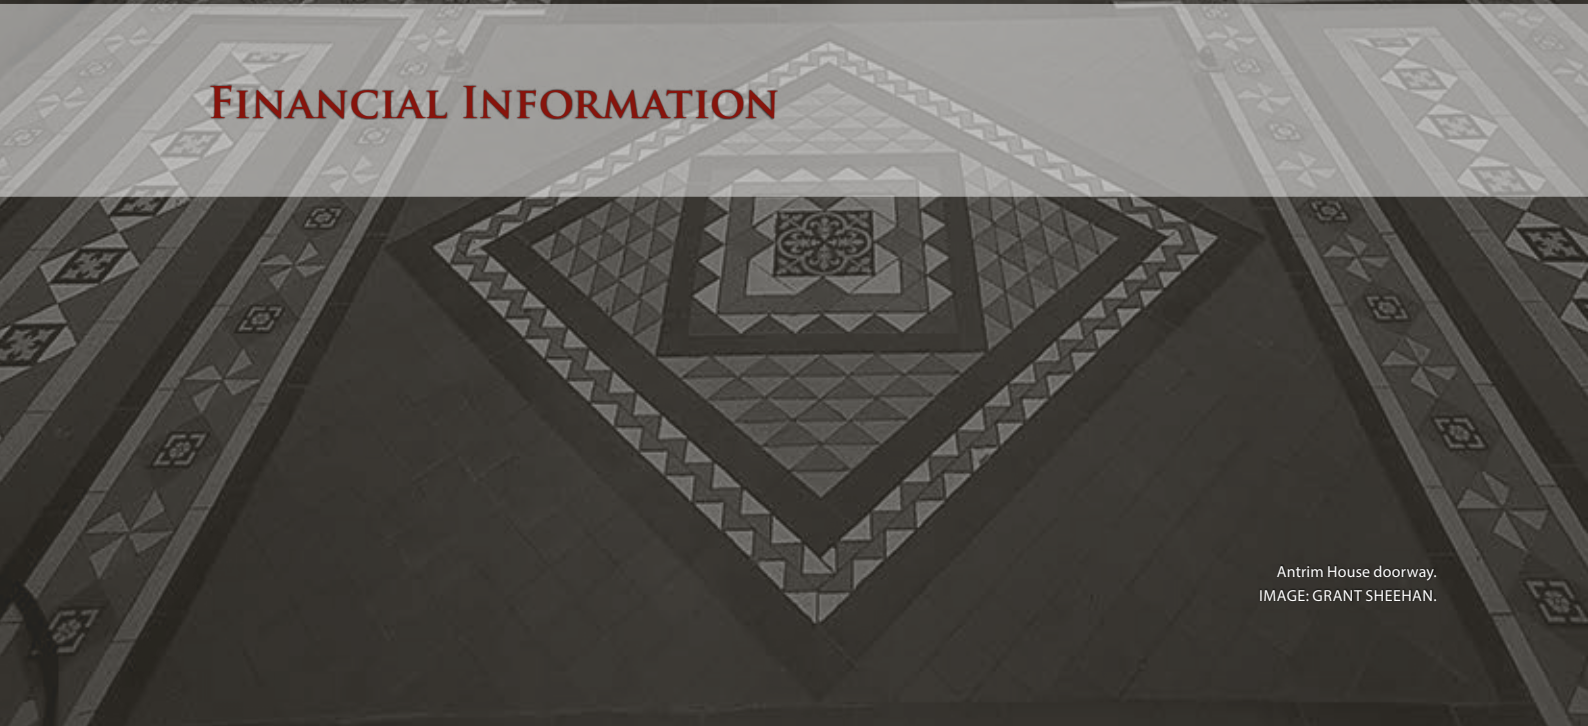 Financial Information
Antrim House doorway.
IMAGE: GRANT SHEEHAN.